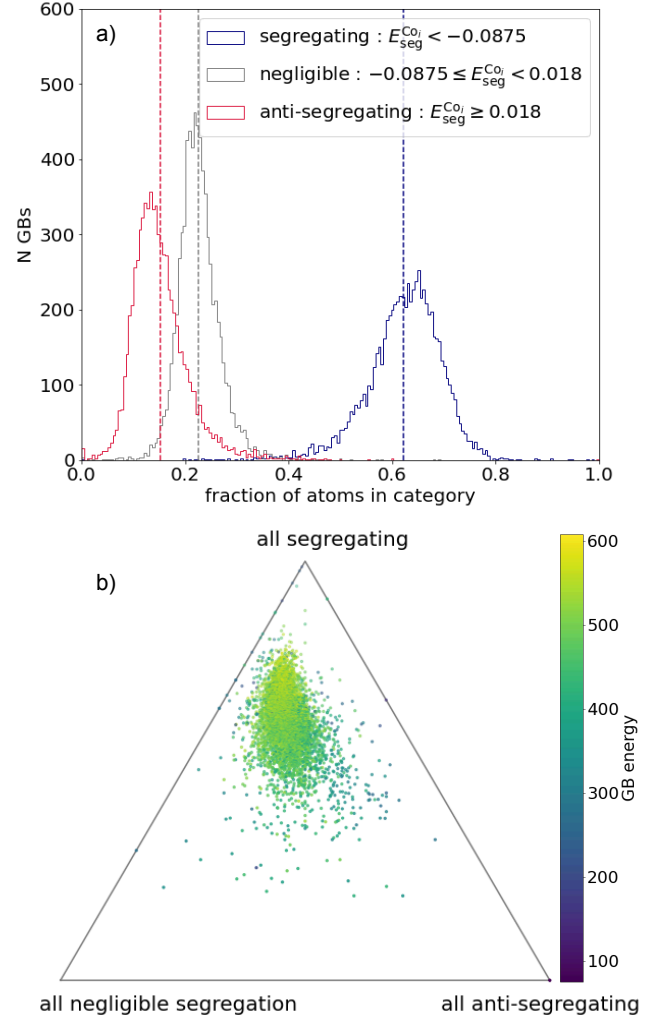 a)
segregating : E_seg^{Co_i} < −0.0875
negligible : −0.0875 ≤ E_seg^{Co_i} < 0.018
anti-segregating : E_seg^{Co_i} ≥ 0.018
600
500
400
300
200
100
0
N GBs
0.0 0.2 0.4 0.6 0.8 1.0
fraction of atoms in category
b)
all segregating
all negligible segregation
all anti-segregating
600
500
400
300
200
100
GB energy